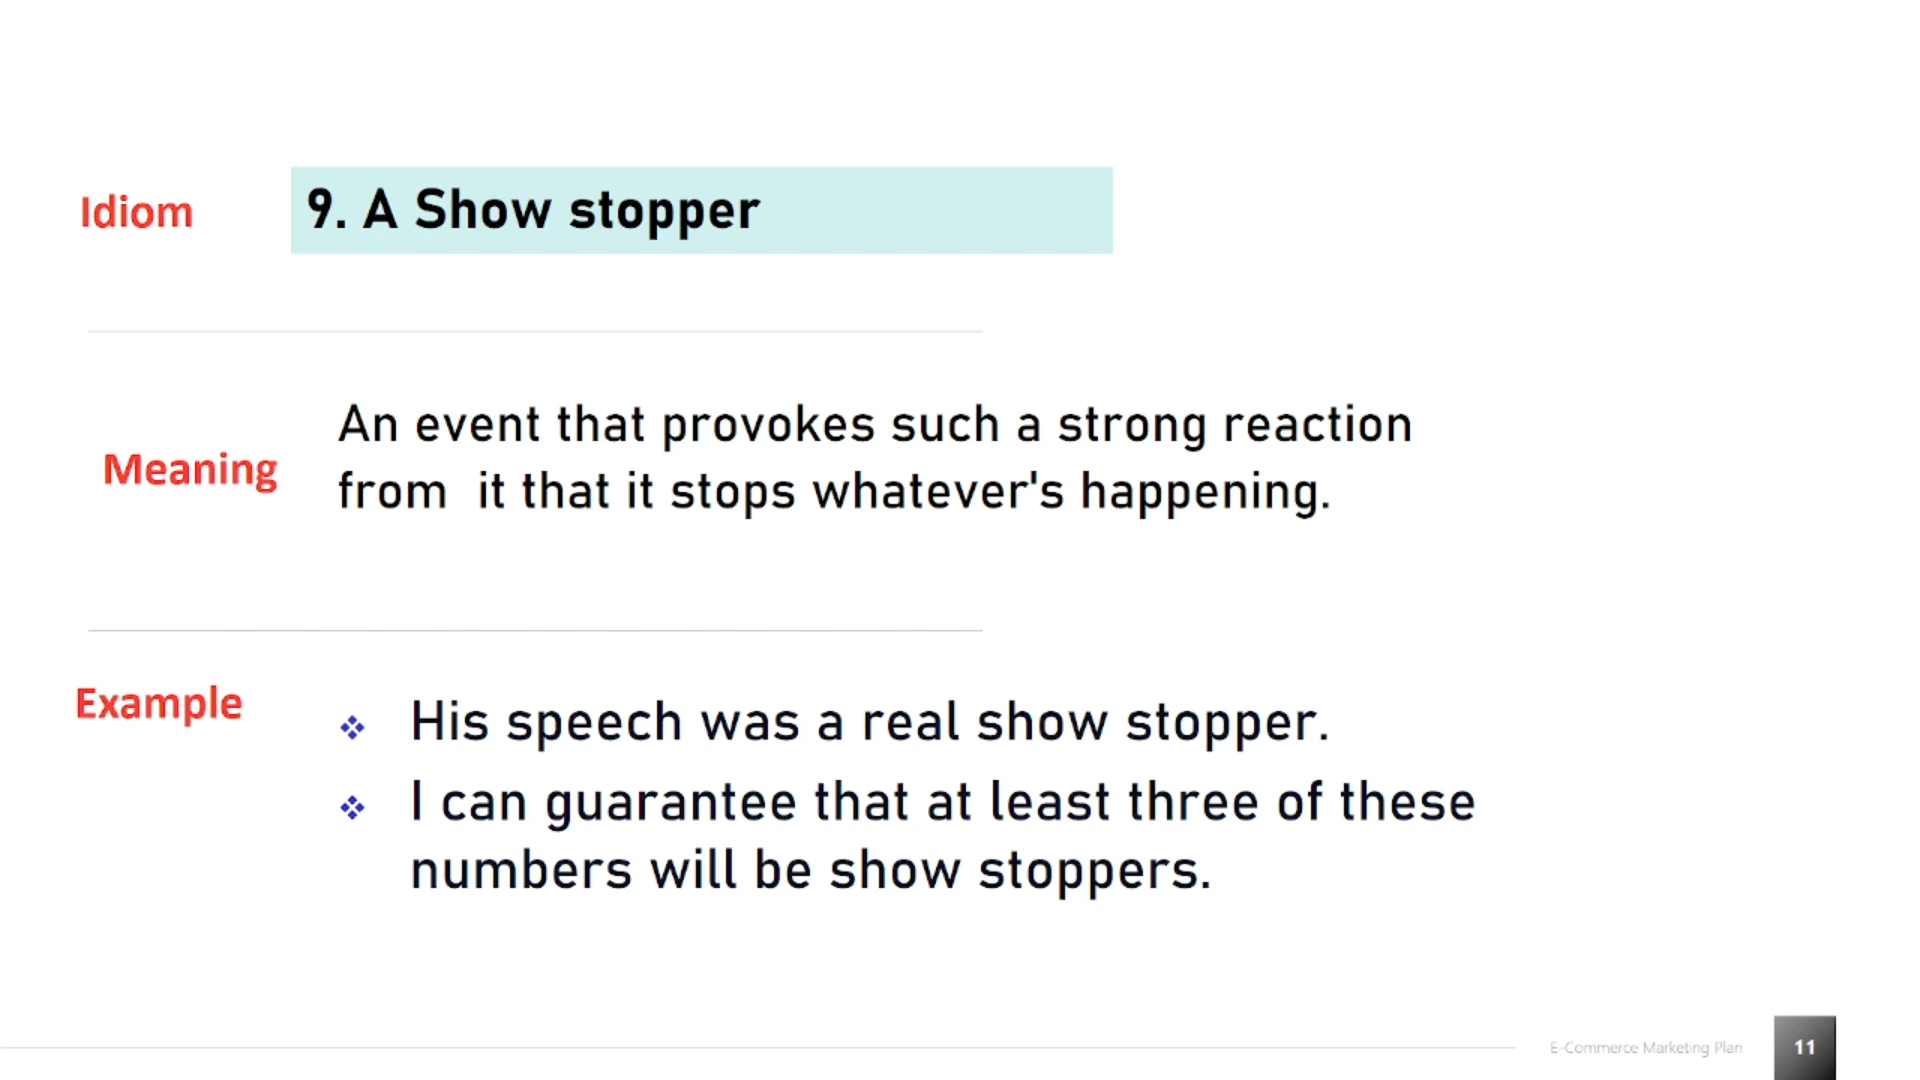 Idiom
9. A Show stopper
Meaning
An event that provokes such a strong reaction
from  it that it stops whatever's happening.
Example
His speech was a real show stopper.
I can guarantee that at least three of these
numbers will be show stoppers.
E-Commerce Marketing Plan
11